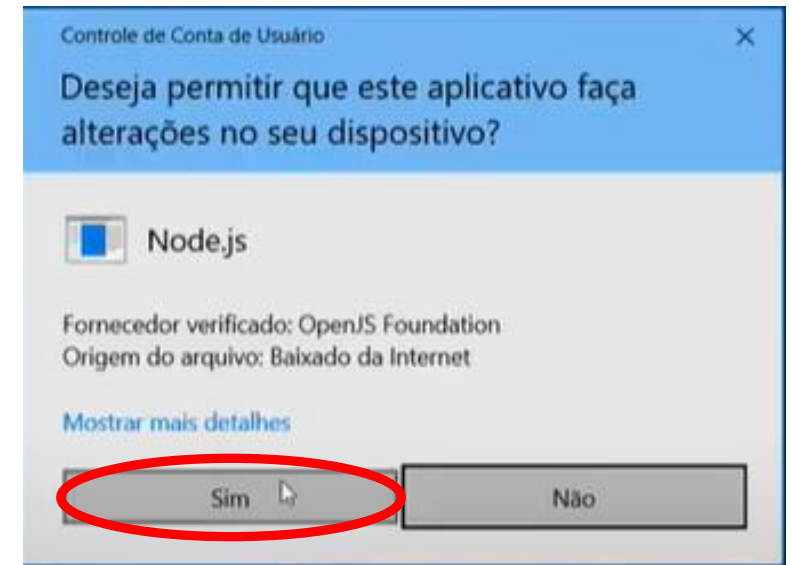 Controle de Conta de Usuário
Deseja permitir que este aplicativo faça
alterações no seu dispositivo?
Node.js
Fornecedor verificado: OpenJS Foundation
Origem do arquivo: Baixado da Internet
Mostrar mais detalhes
Sim
Não